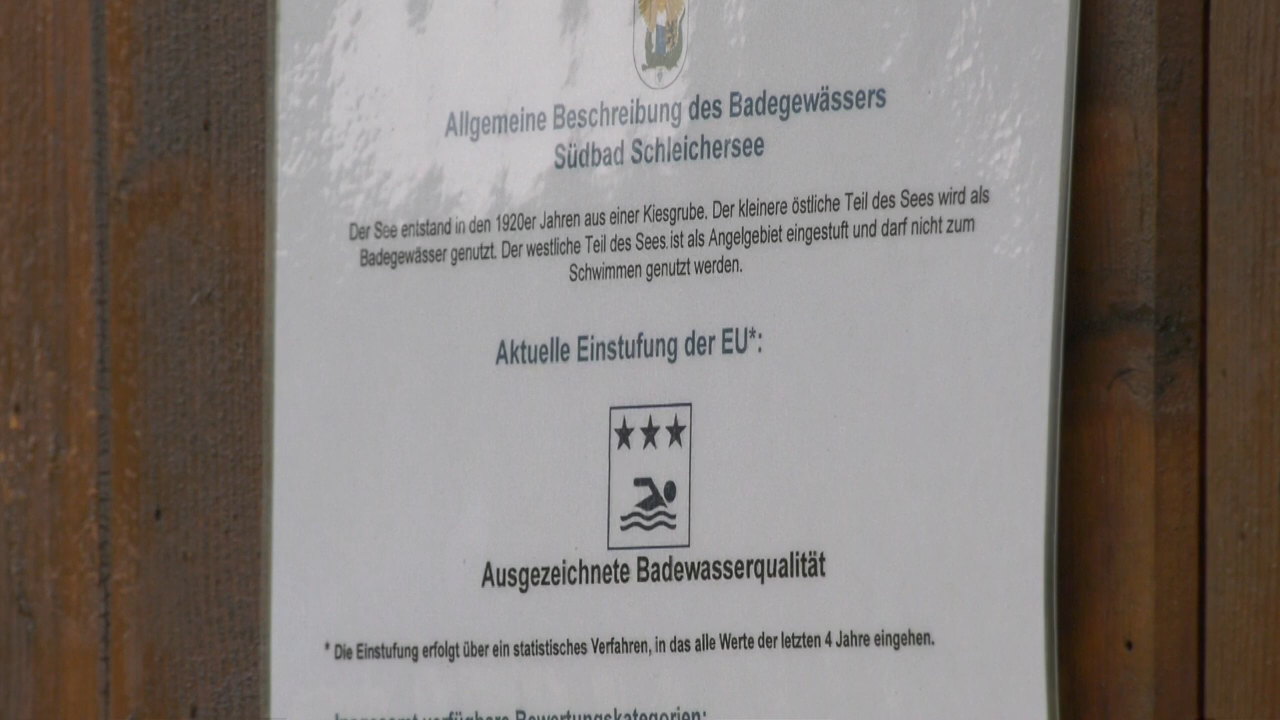 Allgemeine Beschreibung des Badegewässers
Südbad Schleichersee
Der See entstand in den 1920er Jahren aus einer Kiesgrube. Der kleinere östliche Teil des Sees wird als
Badegewässer genutzt. Der westliche Teil des Sees ist als Angelgebiet eingestuft und darf nicht zum
Schwimmen genutzt werden.
Aktuelle Einstufung der EU*:
Ausgezeichnete Badewasserqualität
* Die Einstufung erfolgt über ein statistisches Verfahren, in das alle Werte der letzten 4 Jahre eingehen.
Insgesamt verfügbare Bewertungskategorien: